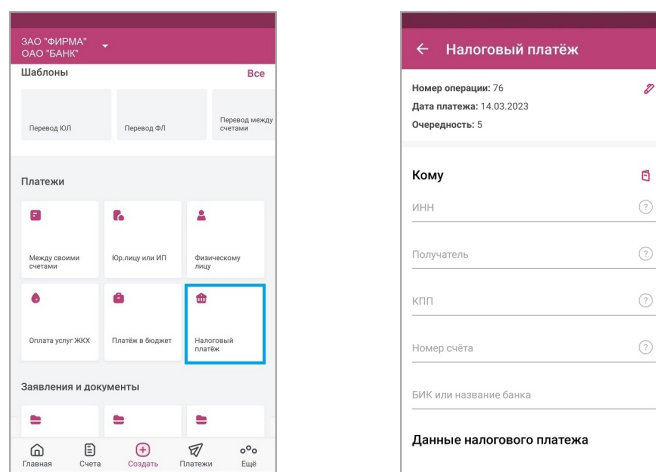 ЗАО "ФИРМА"
ОАО "БАНК"
Шаблоны Все
Перевод ЮЛ
Перевод ФЛ
Перевод между
счетами
Платежи
Между своими
счетами
Юр.лицу или ИП
Физическому
лицу
Оплата услуг ЖКХ
Платёж в бюджет
Налоговый
платёж
Заявления и документы
Главная Счета Создать Платежи Ещё
Налоговый платёж
Номер операции: 76
Дата платежа: 14.03.2023
Очередность: 5
Кому
ИНН
Получатель
КПП
Номер счёта
БИК или название банка
Данные налогового платежа